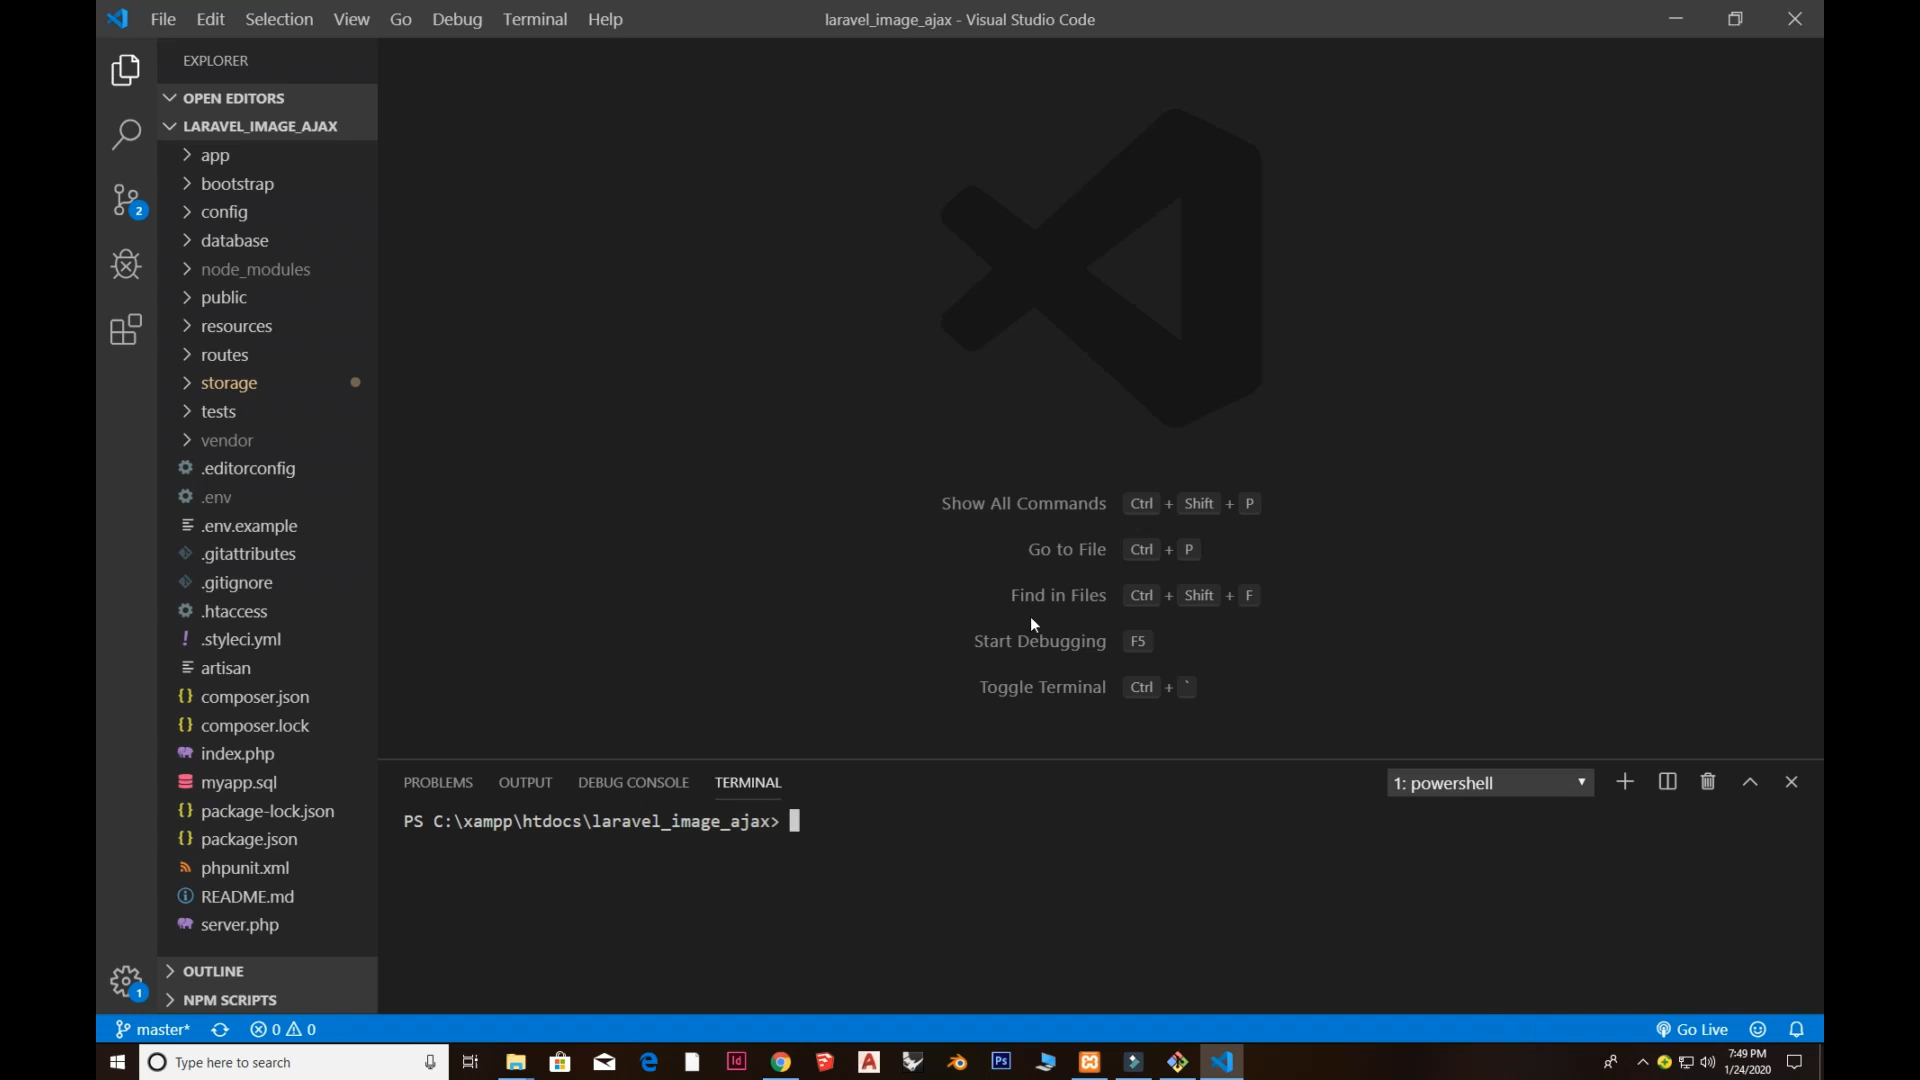 File Edit Selection View Go Debug Terminal Help
laravel_image_ajax - Visual Studio Code
EXPLORER
OPEN EDITORS
LARAVEL_IMAGE_AJAX
app
bootstrap
2
config
database
node_modules
public
resources
routes
storage
tests
vendor
.editorconfig
.env
.env.example
.gitattributes
.gitignore
.htaccess
.styleci.yml
artisan
composer.json
composer.lock
index.php
myapp.sql
package-lock.json
package.json
phpunit.xml
README.md
server.php
OUTLINE
1
NPM SCRIPTS
Show All Commands Ctrl + Shift + P
Go to File Ctrl + P
Find in Files Ctrl + Shift + F
Start Debugging F5
Toggle Terminal Ctrl + `
PROBLEMS OUTPUT DEBUG CONSOLE TERMINAL
1: powershell
PS C:\xampp\htdocs\laravel_image_ajax>
master* 0 0
Go Live
Type here to search
Id
Ps
7:49 PM
1/24/2020